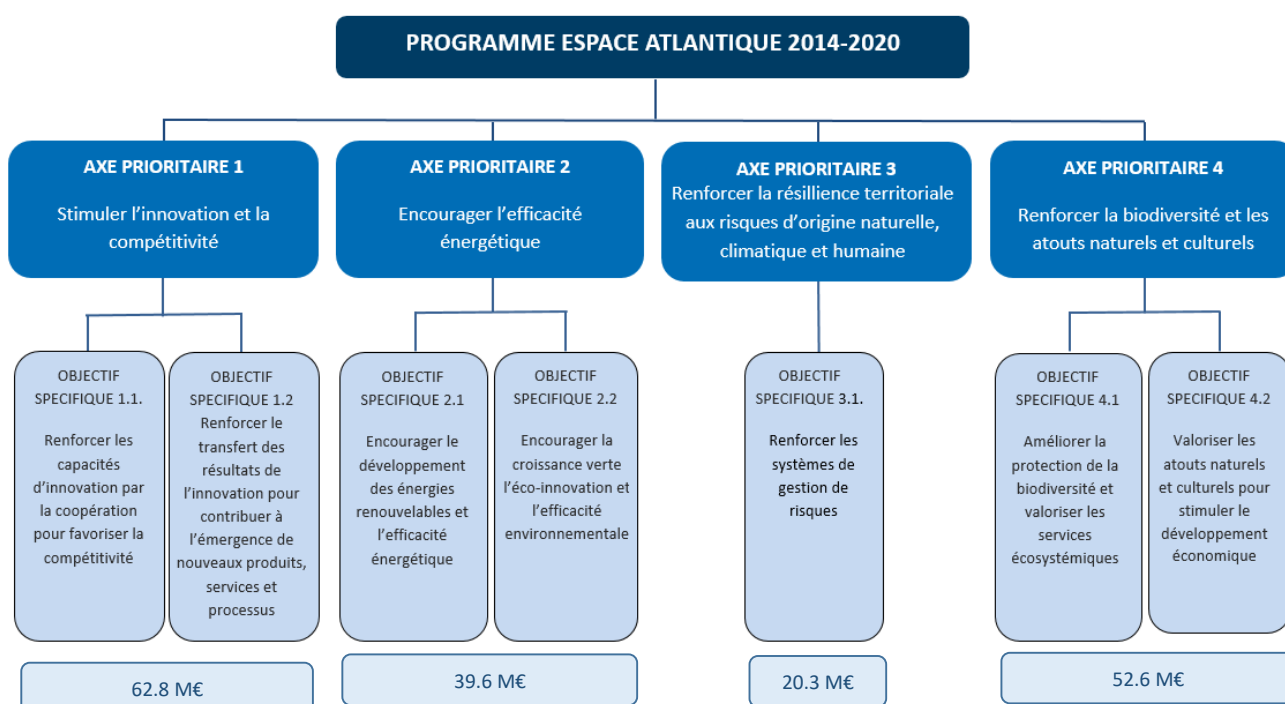 PROGRAMME ESPACE ATLANTIQUE 2014-2020
AXE PRIORITAIRE 1
Stimuler l’innovation et la
compétitivité
AXE PRIORITAIRE 2
Encourager l’efficacité
énergétique
AXE PRIORITAIRE 3
Renforcer la résillience territoriale
aux risques d’origine naturelle,
climatique et humaine
AXE PRIORITAIRE 4
Renforcer la biodiversité et les
atouts naturels et culturels
OBJECTIF
SPECIFIQUE 1.1.
Renforcer les
capacités
d’innovation par
la coopération
pour favoriser la
compétitivité
OBJECTIF
SPECIFIQUE 1.2
Renforcer le
transfert des
résultats de
l’innovation pour
contribuer à
l’émergence de
nouveaux produits,
services et
processus
OBJECTIF
SPECIFIQUE 2.1
Encourager le
développement
des énergies
renouvelables et
l’efficacité
énergétique
OBJECTIF
SPECIFIQUE 2.2
Encourager la
croissance verte
l’éco-innovation et
l’efficacité
environnementale
OBJECTIF
SPECIFIQUE 3.1.
Renforcer les
systèmes de
gestion de
risques
OBJECTIF
SPECIFIQUE 4.1
Améliorer la
protection de la
biodiversité et
valoriser les
services
écosystémiques
OBJECTIF
SPECIFIQUE 4.2
Valoriser les
atouts naturels
et culturels pour
stimuler le
développement
économique
62.8 M€
39.6 M€
20.3 M€
52.6 M€